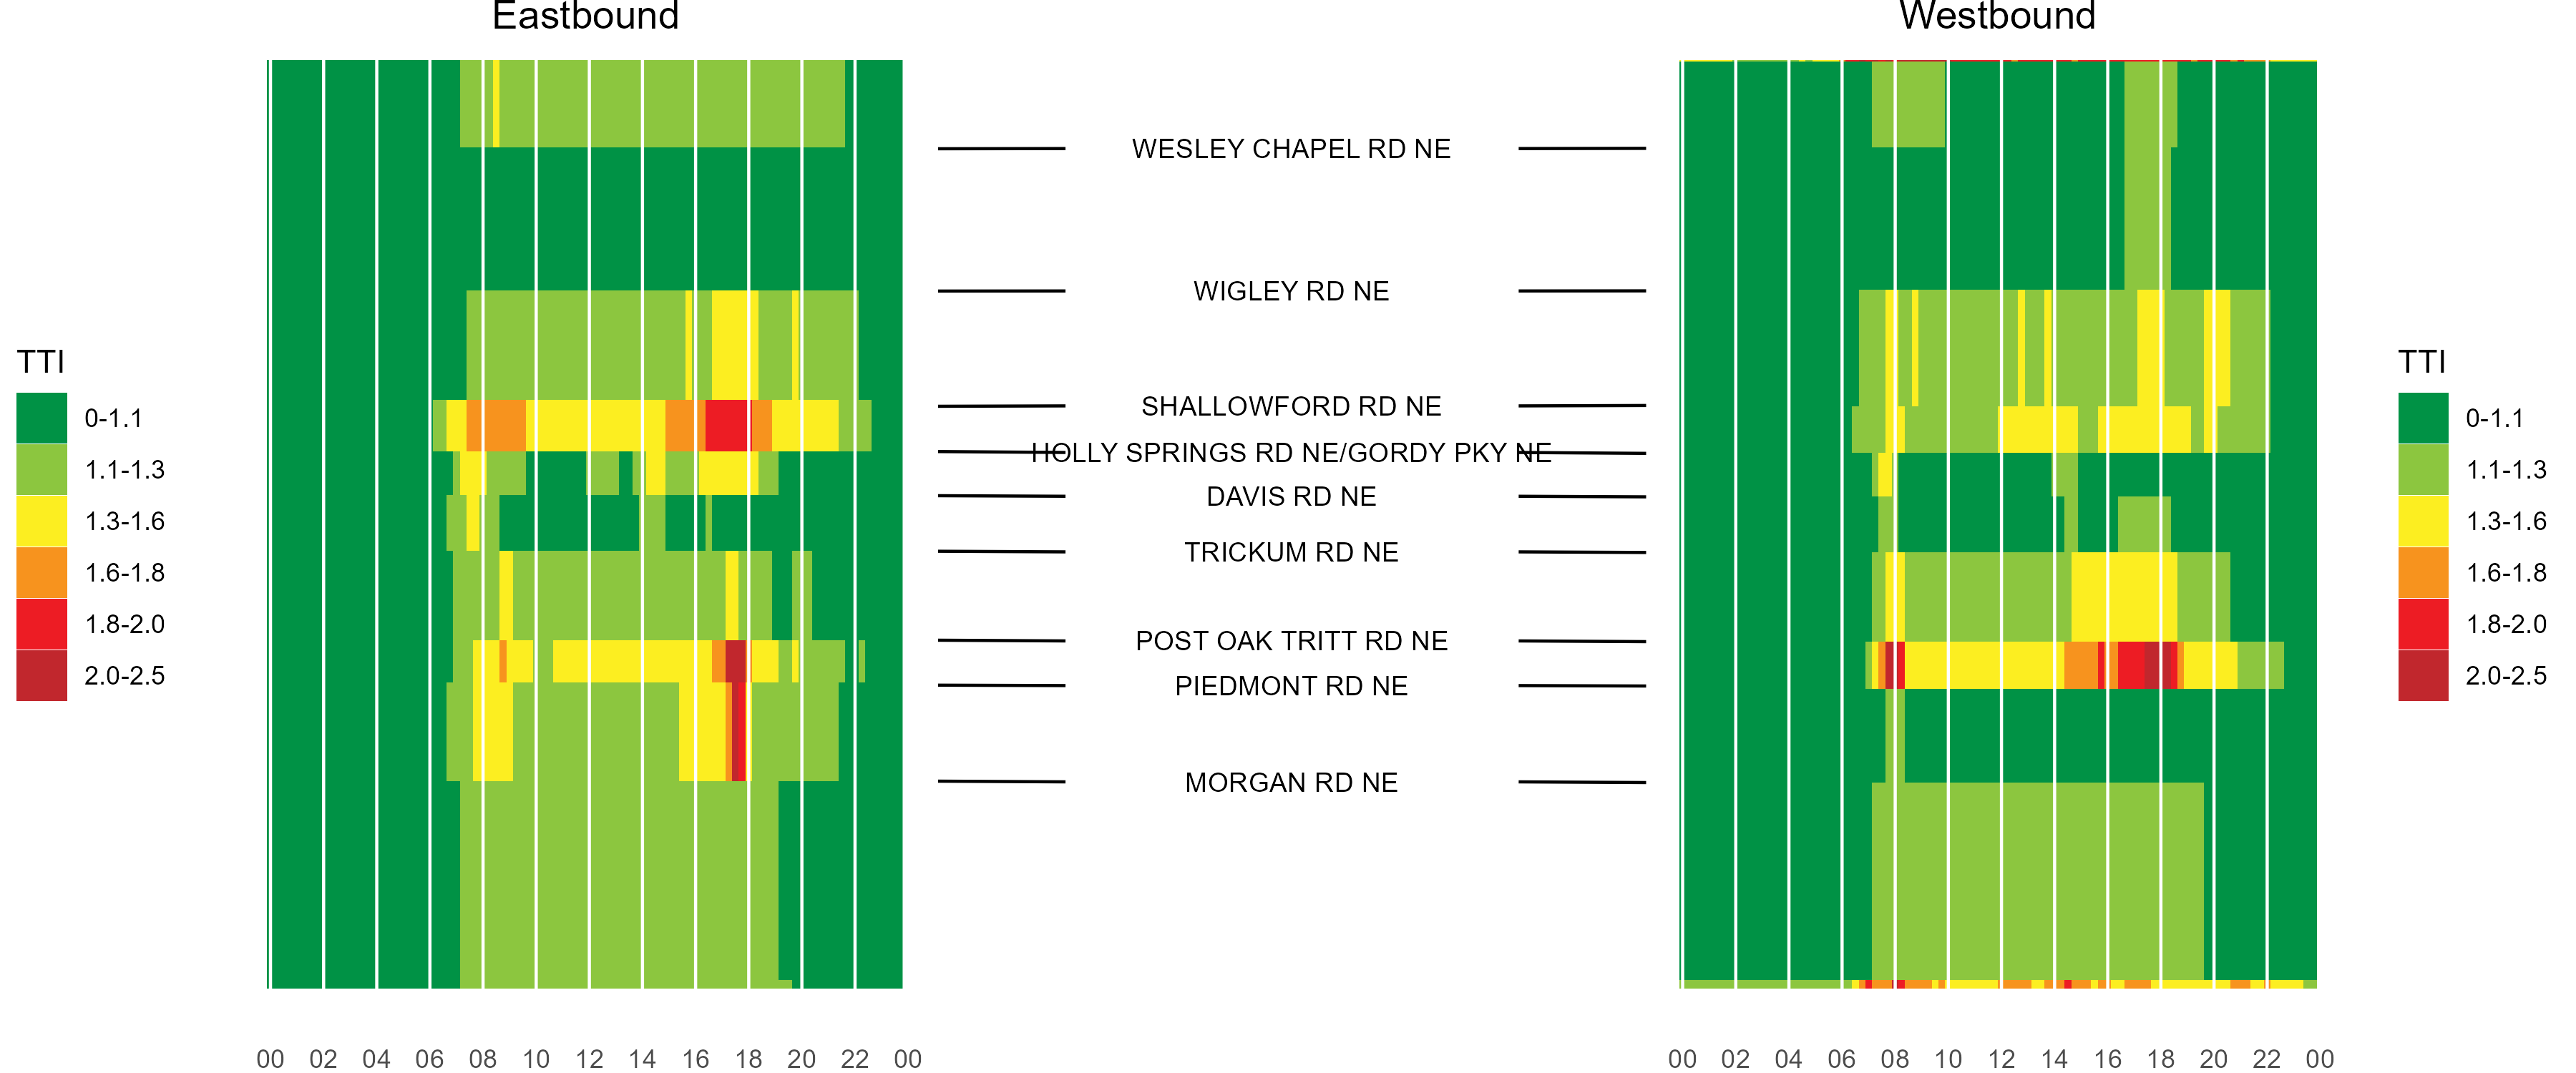 Eastbound
Westbound
WESLEY CHAPEL RD NE
WIGLEY RD NE
SHALLOWFORD RD NE
HOLLY SPRINGS RD NE/GORDY PKY NE
DAVIS RD NE
TRICKUM RD NE
POST OAK TRITT RD NE
PIEDMONT RD NE
MORGAN RD NE
TTI
0-1.1
1.1-1.3
1.3-1.6
1.6-1.8
1.8-2.0
2.0-2.5
TTI
0-1.1
1.1-1.3
1.3-1.6
1.6-1.8
1.8-2.0
2.0-2.5
00 02 04 06 08 10 12 14 16 18 20 22 00
00 02 04 06 08 10 12 14 16 18 20 22 00